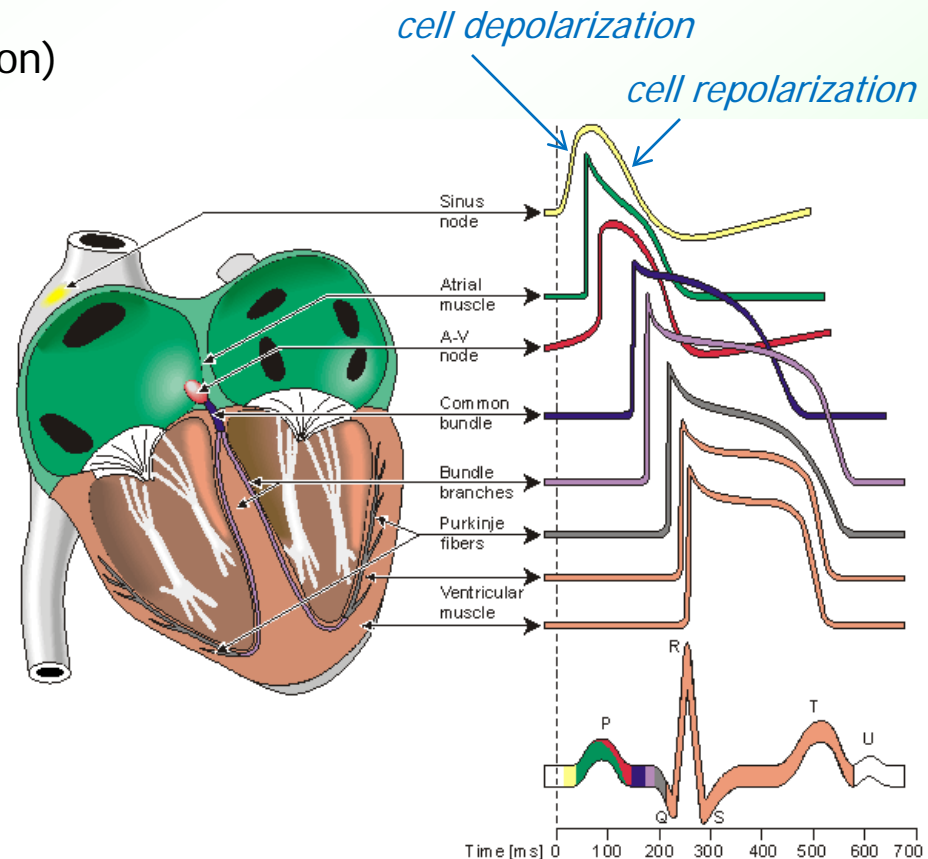 cell depolarization
on)
cell repolarization
Sinus
node
Atrial
muscle
A-V
node
Common
bundle
Bundle
branches
Purkinje
fibers
Ventricular
muscle
R
P
T
U
Q
S
Time [ms] 0 100 200 300 400 500 600 700